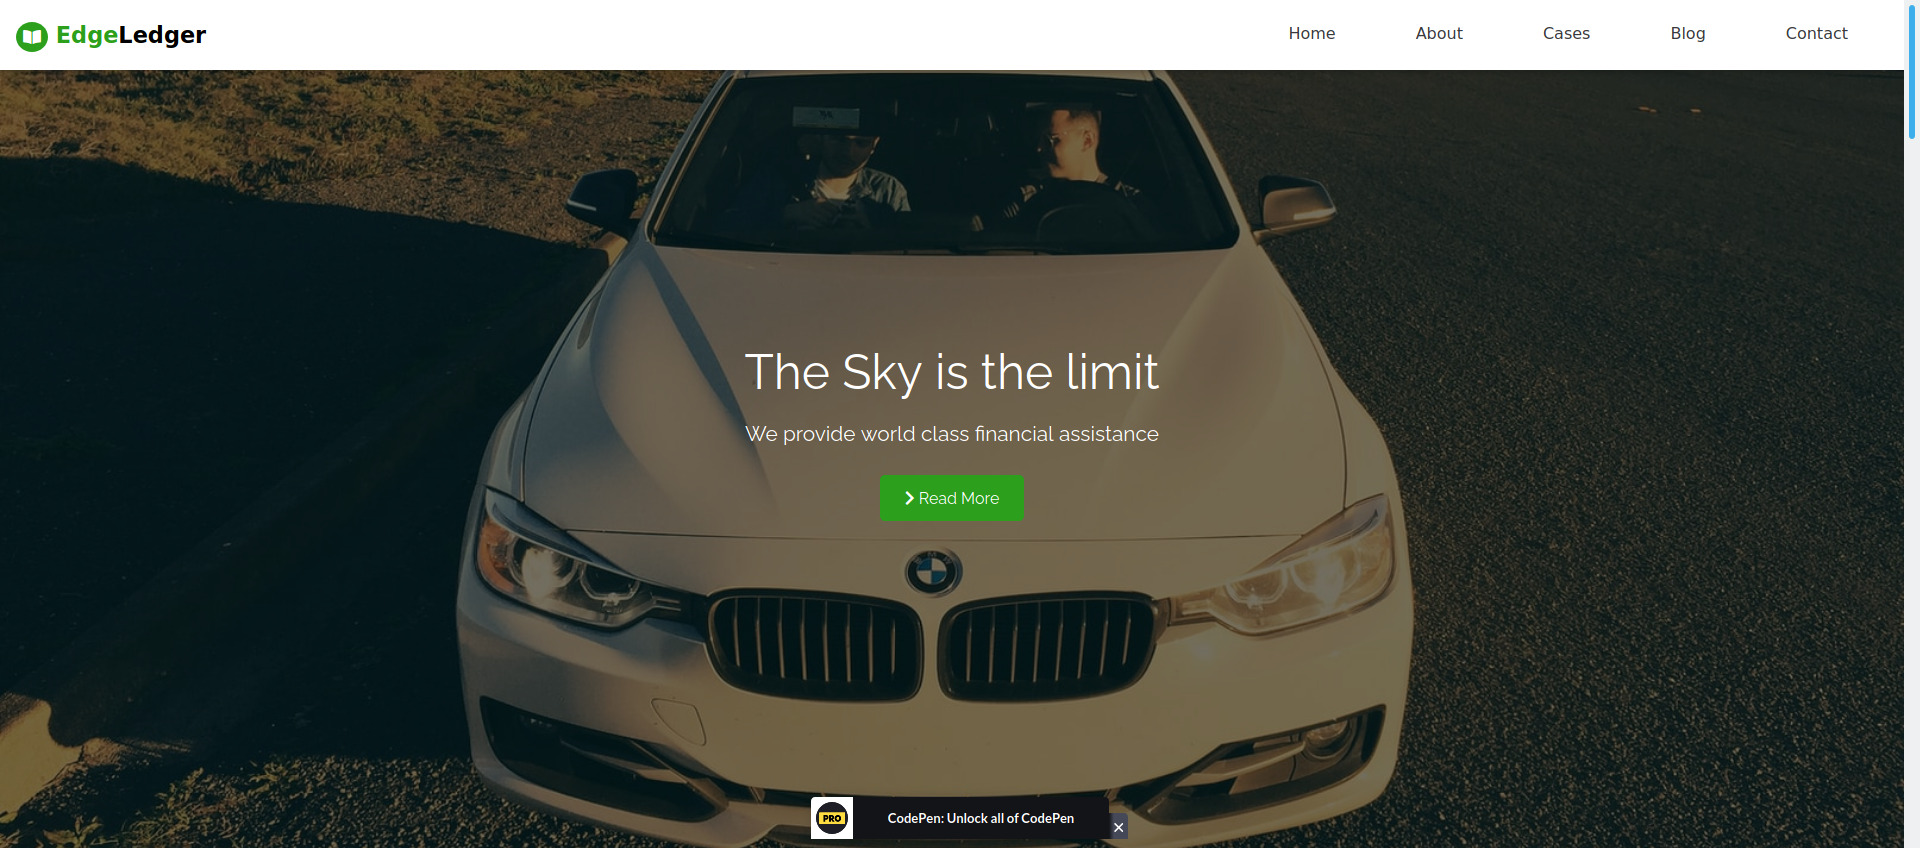 EdgeLedger
Home About Cases Blog Contact
The Sky is the limit
We provide world class financial assistance
Read More
PRO
CodePen: Unlock all of CodePen